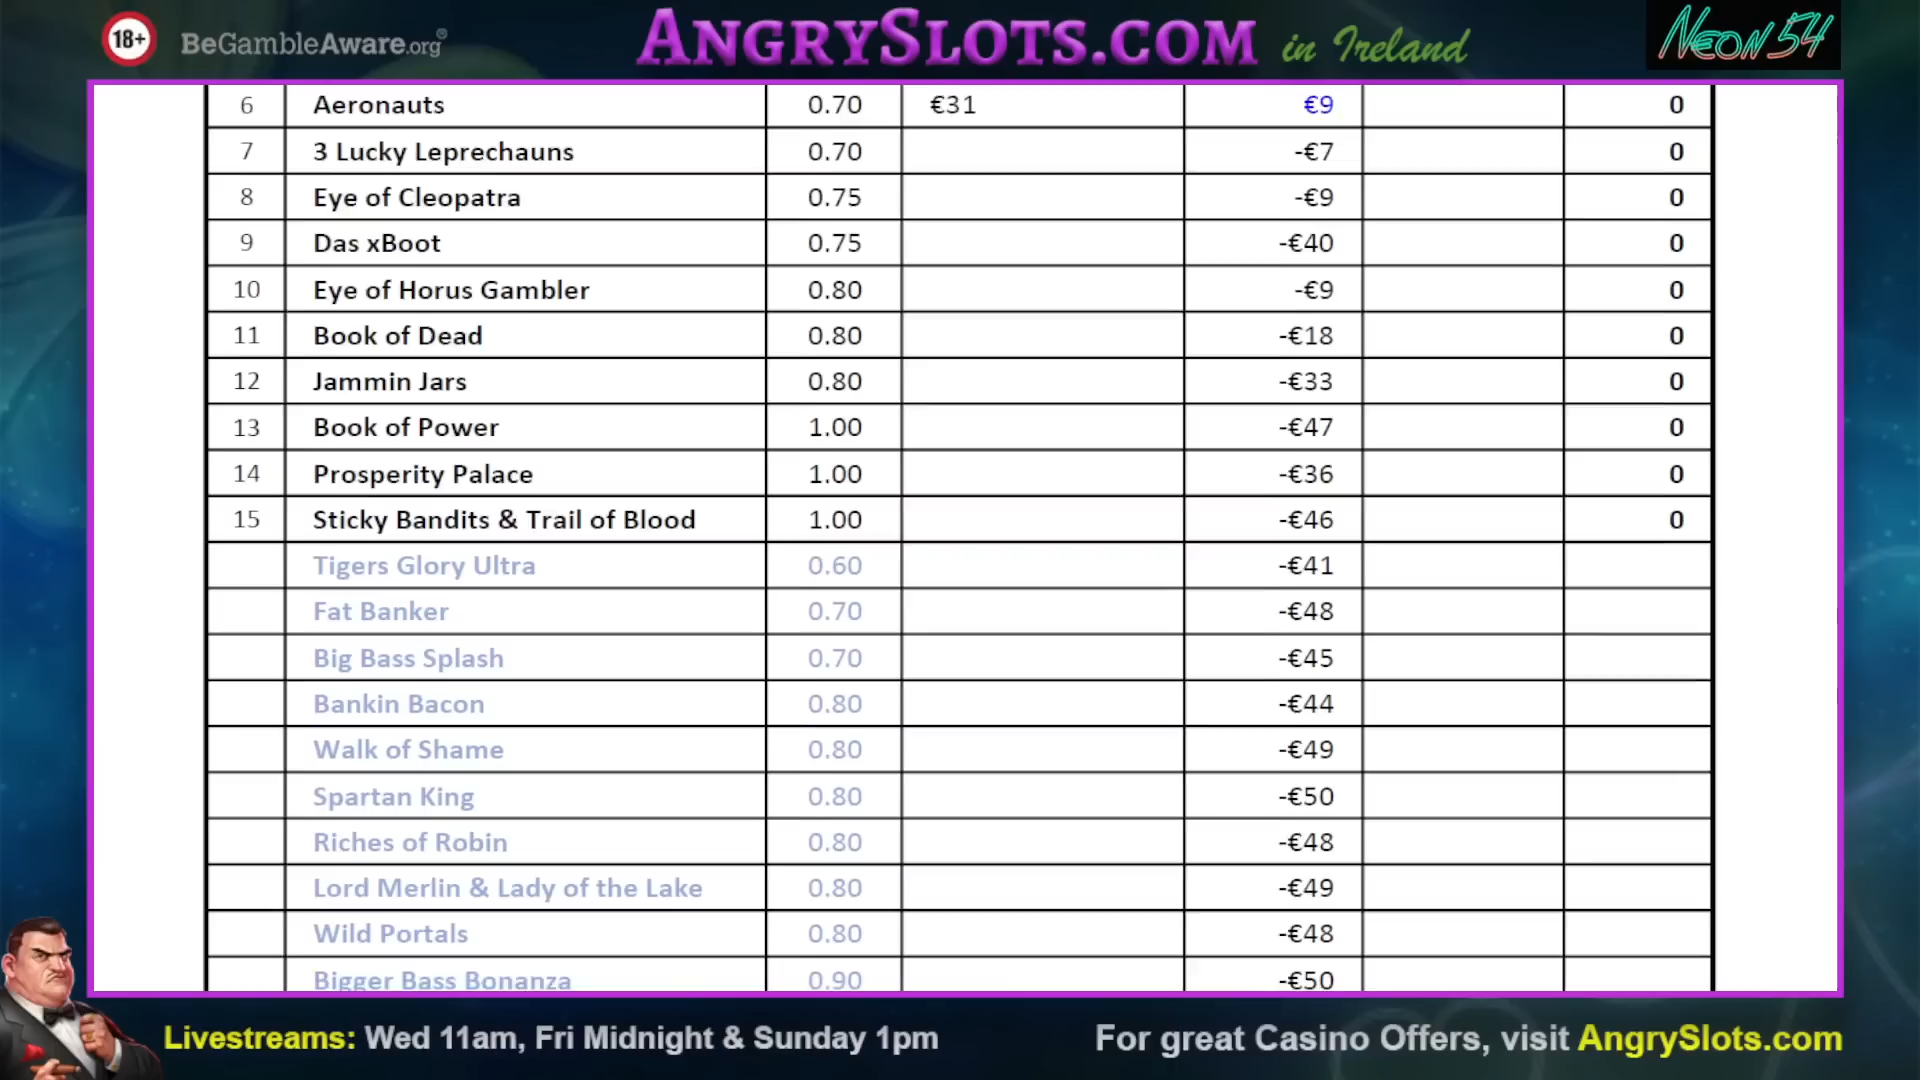 18+ BeGambleAware.org® ANGRYSLOTS.COM in Ireland NEON54
6 Aeronauts 0.70 €31 €9 0
7 3 Lucky Leprechauns 0.70 -€7 0
8 Eye of Cleopatra 0.75 -€9 0
9 Das xBoot 0.75 -€40 0
10 Eye of Horus Gambler 0.80 -€9 0
11 Book of Dead 0.80 -€18 0
12 Jammin Jars 0.80 -€33 0
13 Book of Power 1.00 -€47 0
14 Prosperity Palace 1.00 -€36 0
15 Sticky Bandits & Trail of Blood 1.00 -€46 0
Tigers Glory Ultra 0.60 -€41
Fat Banker 0.70 -€48
Big Bass Splash 0.70 -€45
Bankin Bacon 0.80 -€44
Walk of Shame 0.80 -€49
Spartan King 0.80 -€50
Riches of Robin 0.80 -€48
Lord Merlin & Lady of the Lake 0.80 -€49
Wild Portals 0.80 -€48
Bigger Bass Bonanza 0.90 -€50
Livestreams: Wed 11am, Fri Midnight & Sunday 1pm For great Casino Offers, visit AngrySlots.com